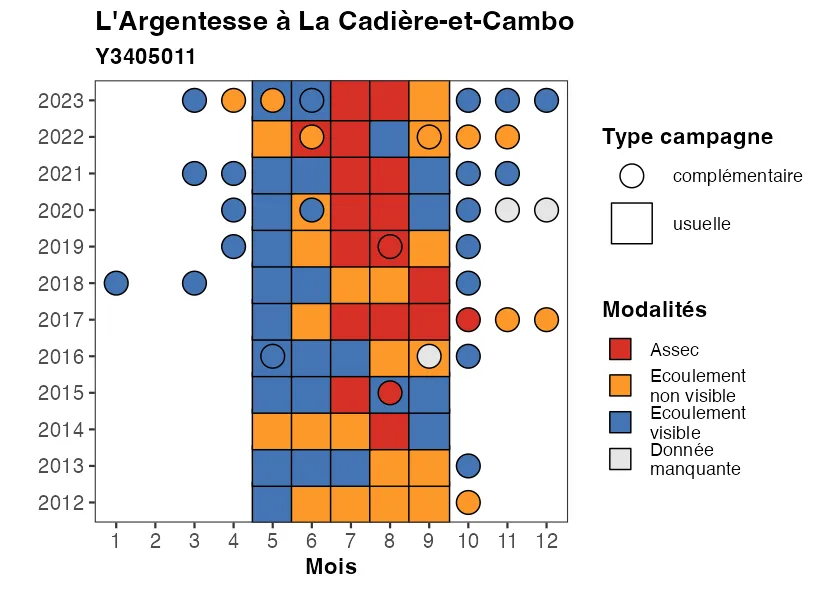 L'Argentesse à La Cadière-et-Cambo
Y3405011
2023
2022
2021
2020
2019
2018
2017
2016
2015
2014
2013
2012
1 2 3 4 5 6 7 8 9 10 11 12
Mois
Type campagne
complémentaire
usuelle
Modalités
Assec
Ecoulement
non visible
Ecoulement
visible
Donnée
manquante